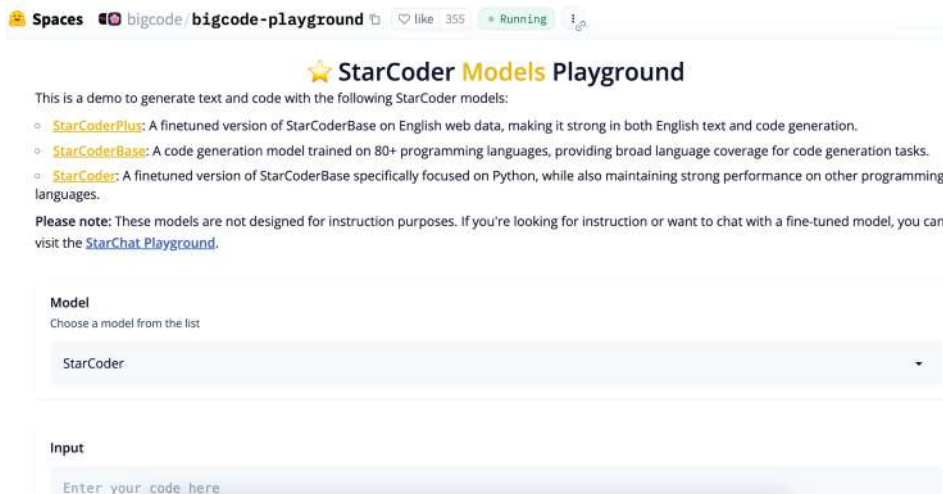 Spaces bigcode/bigcode-playground like 355 Running
StarCoder Models Playground
This is a demo to generate text and code with the following StarCoder models:
StarCoderPlus: A finetuned version of StarCoderBase on English web data, making it strong in both English text and code generation.
StarCoderBase: A code generation model trained on 80+ programming languages, providing broad language coverage for code generation tasks.
StarCoder: A finetuned version of StarCoderBase specifically focused on Python, while also maintaining strong performance on other programming
languages.
Please note: These models are not designed for instruction purposes. If you're looking for instruction or want to chat with a fine-tuned model, you can
visit the StarChat Playground.
Model
Choose a model from the list
StarCoder
Input
Enter your code here